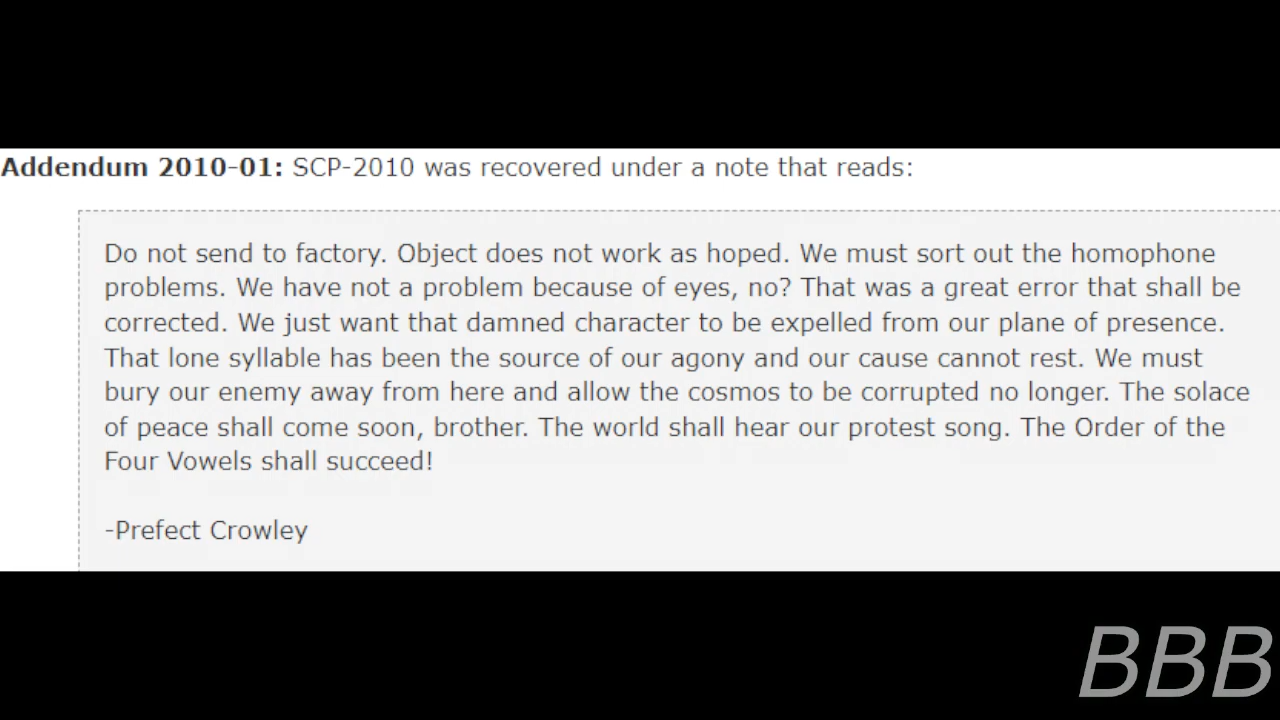 Addendum 2010-01: SCP-2010 was recovered under a note that reads:
Do not send to factory. Object does not work as hoped. We must sort out the homophone
problems. We have not a problem because of eyes, no? That was a great error that shall be
corrected. We just want that damned character to be expelled from our plane of presence.
That lone syllable has been the source of our agony and our cause cannot rest. We must
bury our enemy away from here and allow the cosmos to be corrupted no longer. The solace
of peace shall come soon, brother. The world shall hear our protest song. The Order of the
Four Vowels shall succeed!
-Prefect Crowley
BBB